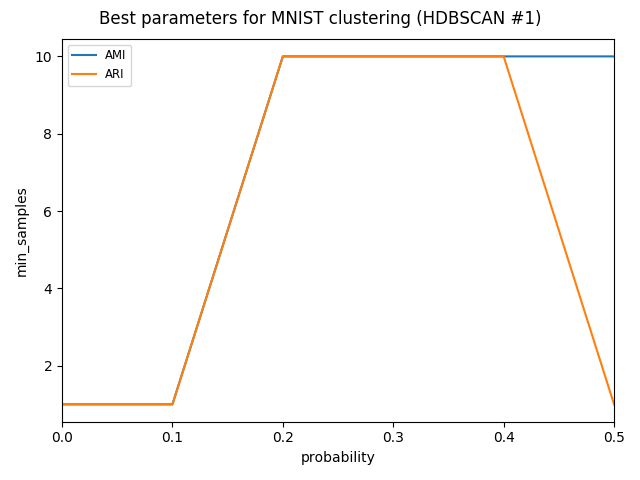 Best parameters for MNIST clustering (HDBSCAN #1)
AMI
ARI
10
8
6
4
2
min_samples
0.0 0.1 0.2 0.3 0.4 0.5
probability